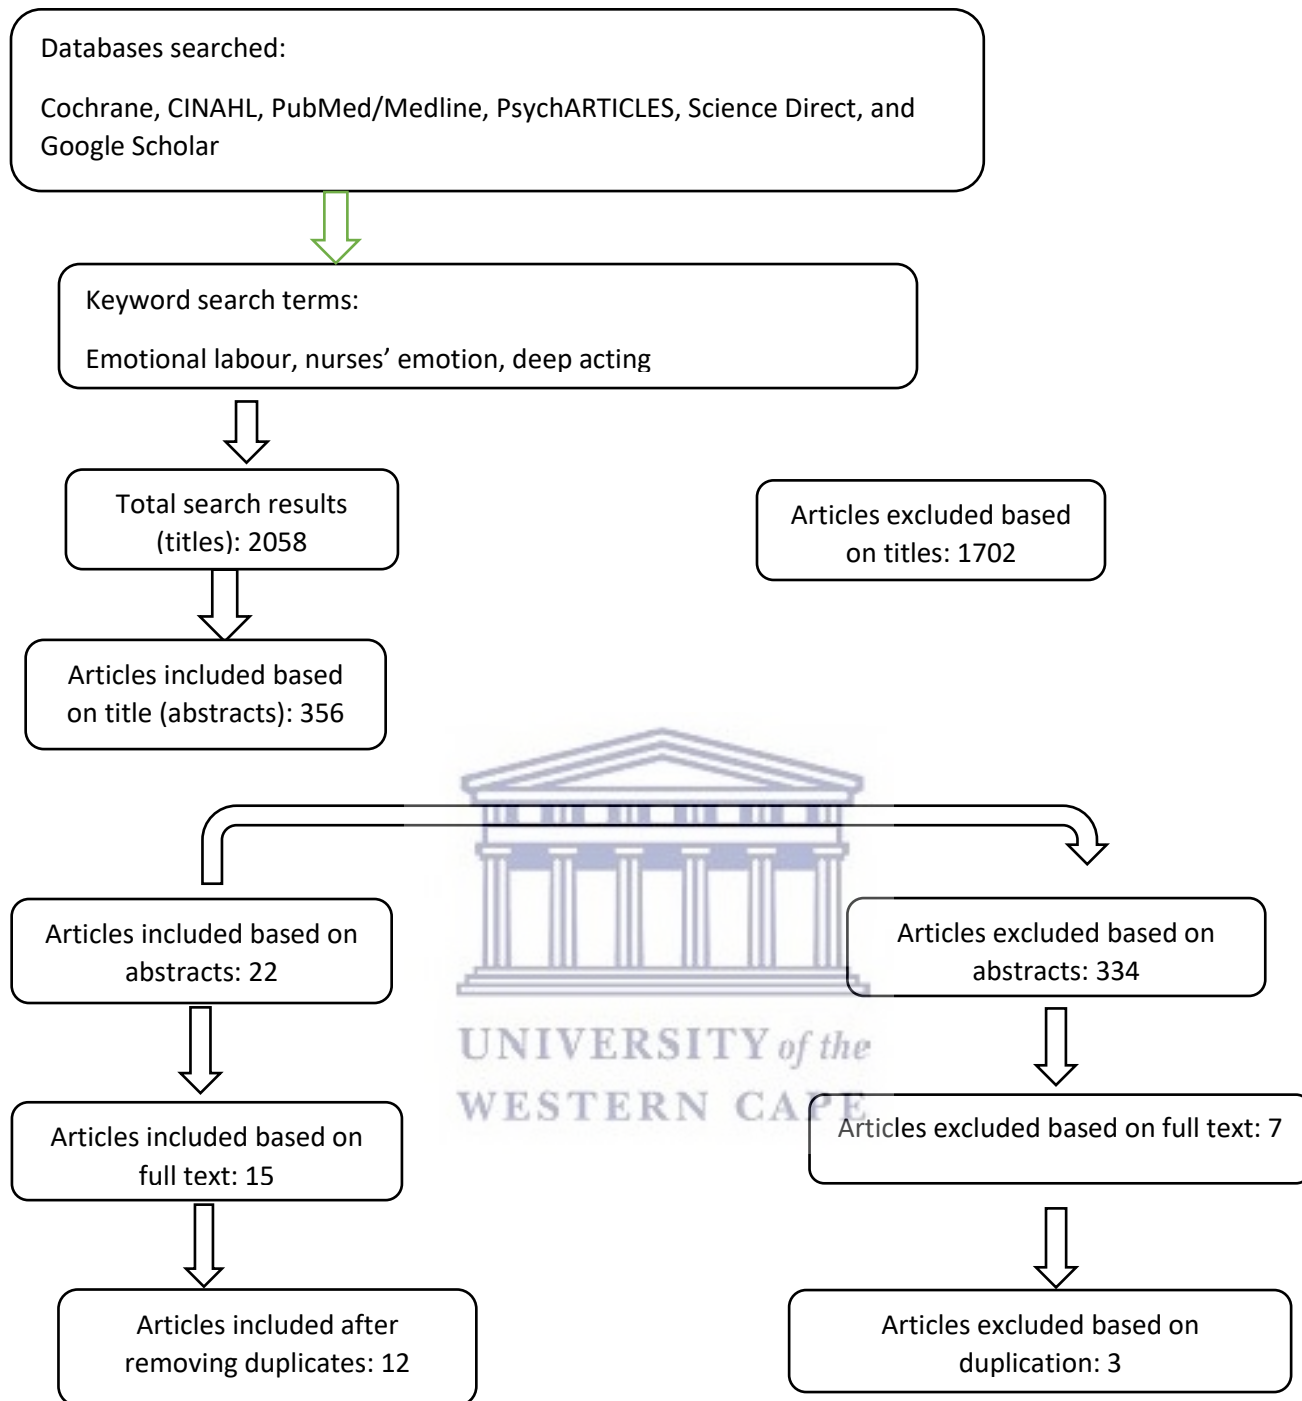 Databases searched:
Cochrane, CINAHL, PubMed/Medline, PsychARTICLES, Science Direct, and
Google Scholar
Keyword search terms:
Emotional labour, nurses’ emotion, deep acting
Total search results
(titles): 2058
Articles excluded based
on titles: 1702
Articles included based
on title (abstracts): 356
Articles included based on
abstracts: 22
Articles excluded based on
abstracts: 334
UNIVERSITY of the
WESTERN CAPE
Articles included based on
full text: 15
Articles excluded based on full text: 7
Articles included after
removing duplicates: 12
Articles excluded based on
duplication: 3